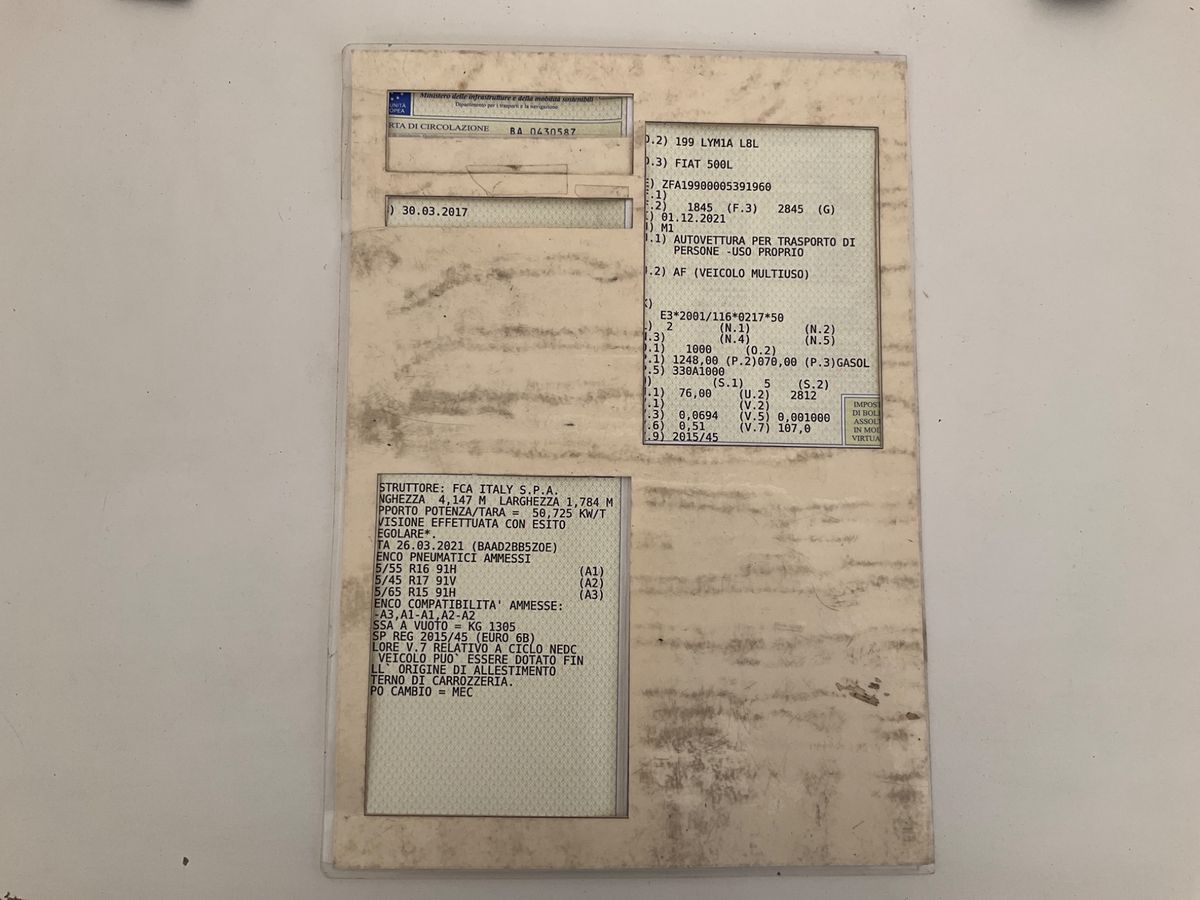 UNITÀ
OPEA
Ministero delle infrastrutture e della mobilità sostenibili
Dipartimento per i trasporti e la navigazione
RTA DI CIRCOLAZIONE BA 0430587
) 30.03.2017
.2) 199 LYM1A L8L
.3) FIAT 500L
) ZFA19900005391960
.1)
.2) 1845 (F.3) 2845 (G)
) 01.12.2021
) M1
.1) AUTOVETTURA PER TRASPORTO DI
PERSONE -USO PROPRIO
.2) AF (VEICOLO MULTIUSO)
)
E3*2001/116*0217*50
) 2 (N.1) (N.2)
.3) (N.4) (N.5)
.1) 1000 (O.2)
.1) 1248,00 (P.2)070,00 (P.3)GASOL
.5) 330A1000
) (S.1) 5 (S.2)
.1) 76,00 (U.2) 2812
.1) (V.2)
.3) 0,0694 (V.5) 0,001000
.6) 0,51 (V.7) 107,0
.9) 2015/45
IMPOST
DI BOL
ASSOL
IN MOD
VIRTUA
STRUTTORE: FCA ITALY S.P.A.
NGHEZZA 4,147 M LARGHEZZA 1,784 M
PPORTO POTENZA/TARA = 50,725 KW/T
VISIONE EFFETTUATA CON ESITO
EGOLARE*.
TA 26.03.2021 (BAAD2BB5ZOE)
ENCO PNEUMATICI AMMESSI
5/55 R16 91H (A1)
5/45 R17 91V (A2)
5/65 R15 91H (A3)
ENCO COMPATIBILITA' AMMESSE:
-A3,A1-A1,A2-A2
SSA A VUOTO = KG 1305
SP REG 2015/45 (EURO 6B)
LORE V.7 RELATIVO A CICLO NEDC
VEICOLO PUO` ESSERE DOTATO FIN
LL` ORIGINE DI ALLESTIMENTO
TERNO DI CARROZZERIA.
PO CAMBIO = MEC